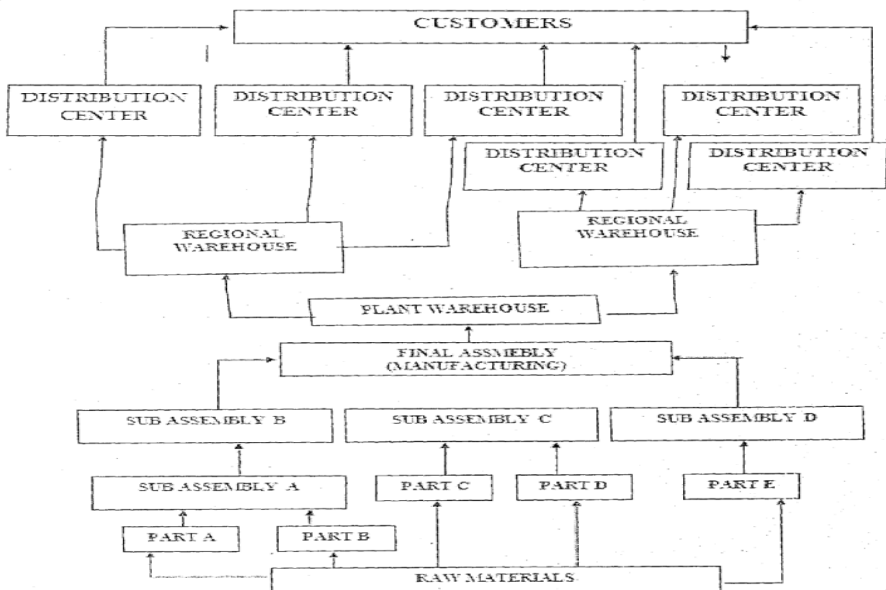 CUSTOMERS
DISTRIBUTION
CENTER
DISTRIBUTION
CENTER
DISTRIBUTION
CENTER
DISTRIBUTION
CENTER
DISTRIBUTION
CENTER
DISTRIBUTION
CENTER
REGIONAL
WAREHOUSE
REGIONAL
WAREHOUSE
PLANT WAREHOUSE
FINAL ASSMEBLY
(MANUFACTURING)
SUB ASSEMBLY B
SUB ASSEMBLY C
SUB ASSEMBLY D
SUB ASSEMBLY A
PART C
PART D
PART E
PART A
PART B
RAW MATERIALS